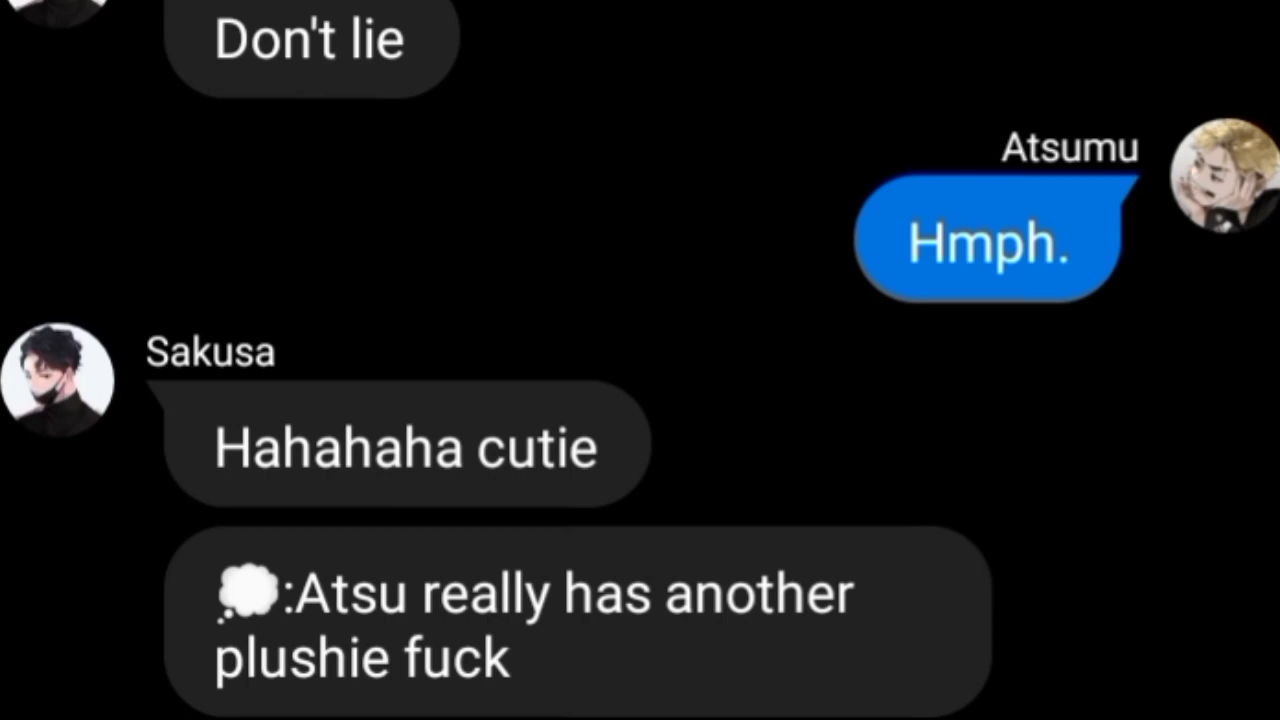 Don't lie
Atsumu
Hmph.
Sakusa
Hahahaha cutie
💭:Atsu really has another
plushie fuck